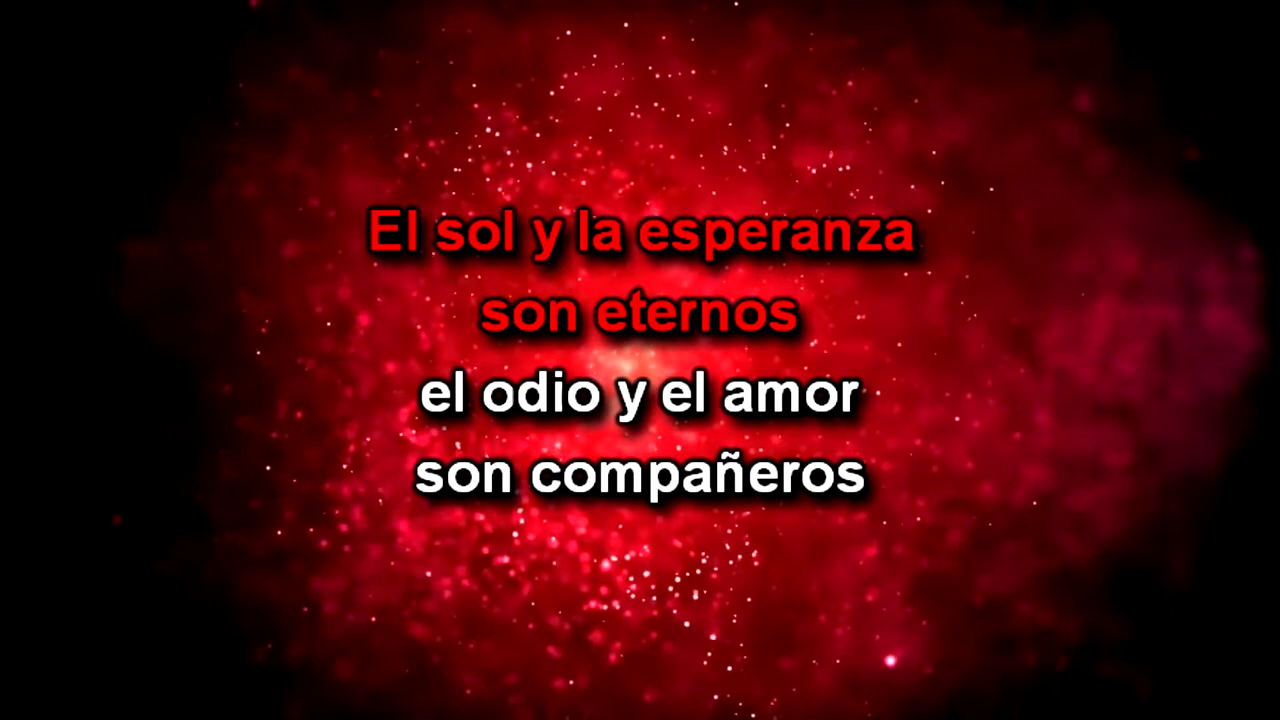 El sol y la esperanza
son eternos
el odio y el amor
son compañeros